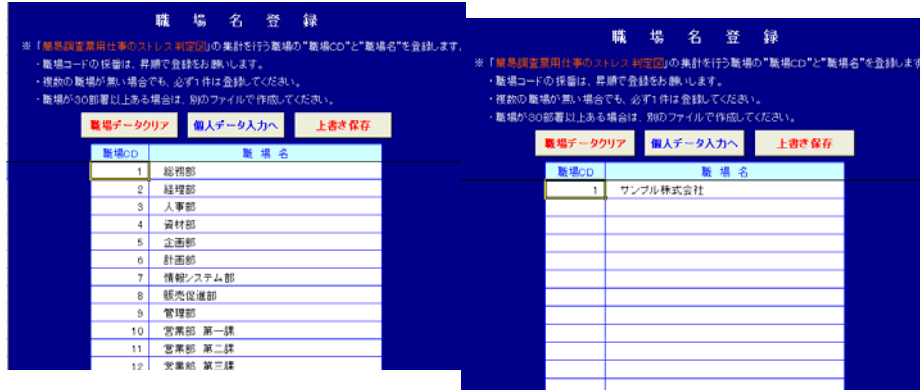 職場名登録
※「簡易調査票用仕事のストレス判定図」の集計を行う職場の"職場CD"と"職場名"を登録します。
・職場コードの採番は、昇順で登録をお願いします。
・複数の職場が無い場合でも、必ず1件は登録してください。
・職場が30部署以上ある場合は、別のファイルで作成してください。
職場データクリア 個人データ入力へ 上書き保存
職場CD 職場名
1 総務部
2 経理部
3 人事部
4 資材部
5 企画部
6 計画部
7 情報システム部
8 販売促進部
9 管理部
10 営業部 第一課
11 営業部 第二課
12 営業部 第三課
職場名登録
※「簡易調査票用仕事のストレス判定図」の集計を行う職場の"職場CD"と"職場名"を登録します
・職場コードの採番は、昇順で登録をお願いします。
・複数の職場が無い場合でも、必ず1件は登録してください。
・職場が30部署以上ある場合は、別のファイルで作成してください。
職場データクリア 個人データ入力へ 上書き保存
職場CD 職場名
1 サンプル株式会社